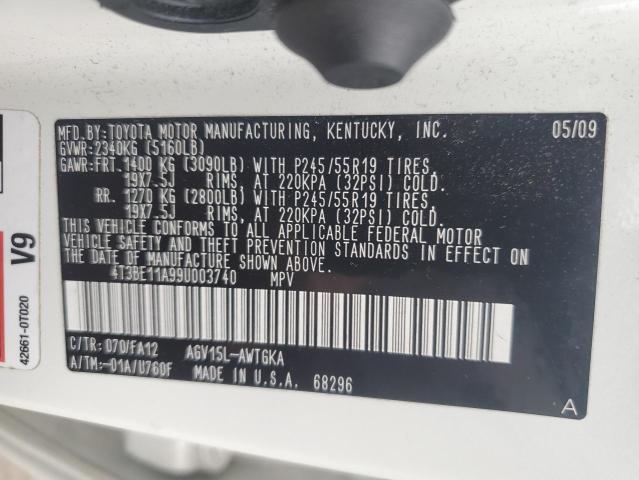 MFD.BY:TOYOTA MOTOR MANUFACTURING, KENTUCKY, INC. 05/09
GVWR:2340KG (5160LB)
GAWR:FRT.1400 KG (3090LB) WITH P245/55R19 TIRES,
19X7.5J RIMS, AT 220KPA (32PSI) COLD.
RR. 1270 KG (2800LB) WITH P245/55R19 TIRES,
19X7.5J RIMS, AT 220KPA (32PSI) COLD.
THIS VEHICLE CONFORMS TO ALL APPLICABLE FEDERAL MOTOR
VEHICLE SAFETY AND THEFT PREVENTION STANDARDS IN EFFECT ON
THE DATE OF MANUFACTURE SHOWN ABOVE.
4T3BE11A99U003740 MPV
C/TR: 070/FA12 AGV15L-AWTGKA
A/TM:-01A/U760F MADE IN U.S.A. 68296
A
V9
42661-0T020